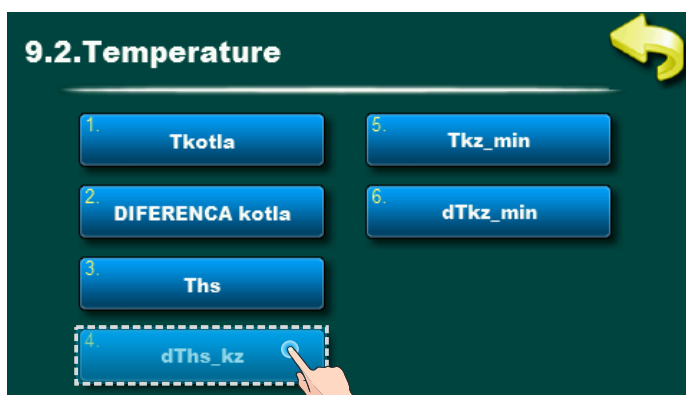 9.2.Temperature
1. Tkotla
2. DIFERENCA kotla
3. Ths
4. dThs_kz
5. Tkz_min
6. dTkz_min